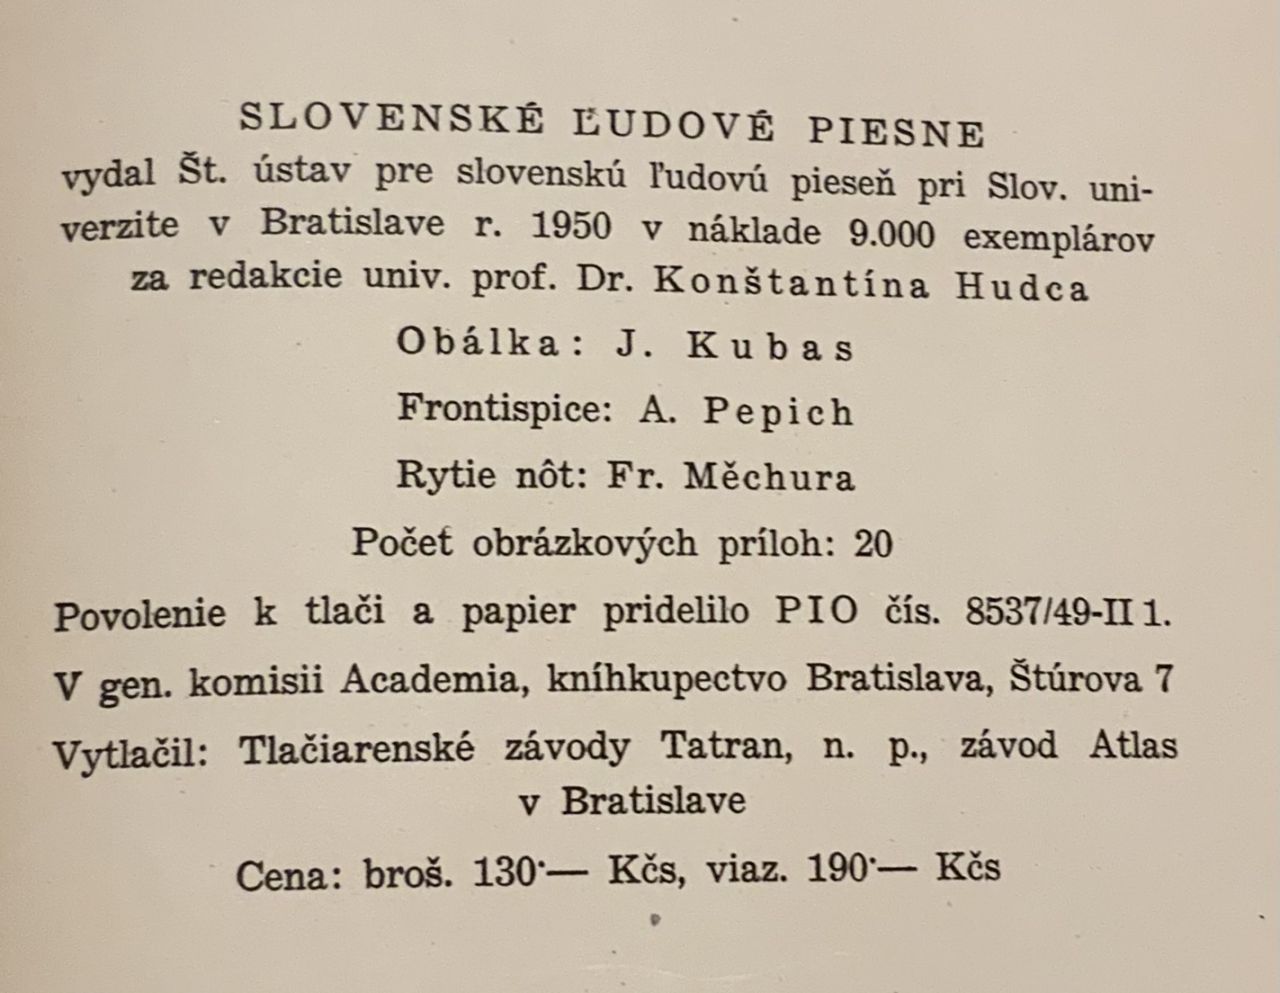 SLOVENSKÉ ĽUDOVÉ PIESNE
vydal Št. ústav pre slovenskú ľudovú pieseň pri Slov. uni-
verzite v Bratislave r. 1950 v náklade 9.000 exemplárov
za redakcie univ. prof. Dr. Konštantína Hudca
Obálka: J. Kubas
Frontispice: A. Pepich
Rytie nôt: Fr. Měchura
Počet obrázkových príloh: 20
Povolenie k tlači a papier pridelilo PIO čís. 8537/49-II 1.
V gen. komisii Academia, kníhkupectvo Bratislava, Štúrova 7
Vytlačil: Tlačiarenské závody Tatran, n. p., závod Atlas
v Bratislave
Cena: broš. 130·— Kčs, viaz. 190·— Kčs